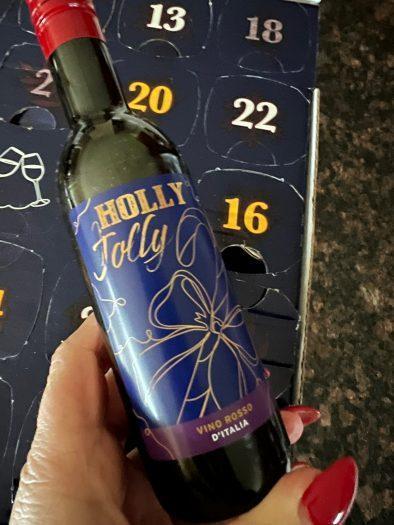 13
18
20
22
HOLLY
Jolly
16
VINO ROSSO
D'ITALIA